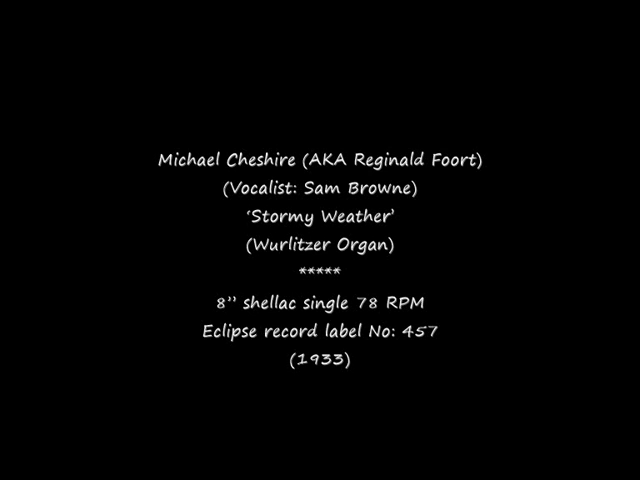 Michael Cheshire (AKA Reginald Foort)
(Vocalist: Sam Browne)
‘Stormy Weather’
(Wurlitzer Organ)
*****
8” shellac single 78 RPM
Eclipse record label No: 457
(1933)